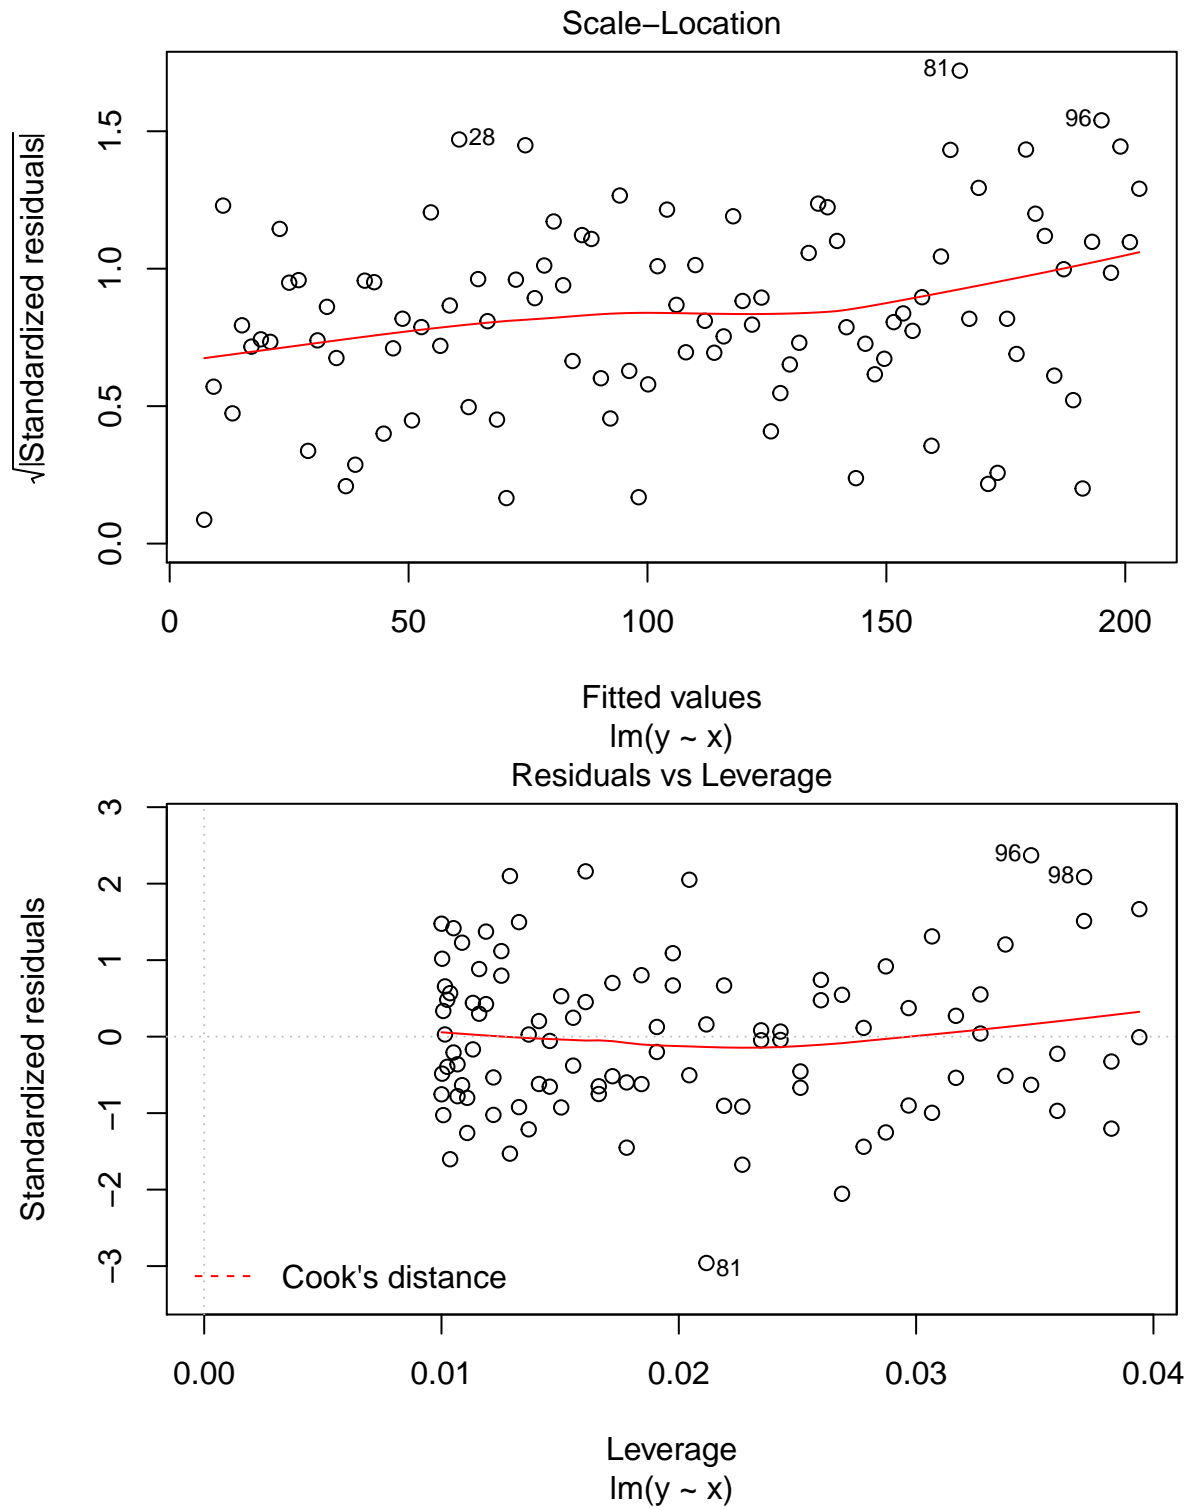 Scale−Location
√|Standardized residuals|
0.0 0.5 1.0 1.5
81
96
28
0 50 100 150 200
Fitted values
lm(y ~ x)
Residuals vs Leverage
Standardized residuals
−3 −2 −1 0 1 2 3
96
98
81
Cook's distance
0.00 0.01 0.02 0.03 0.04
Leverage
lm(y ~ x)